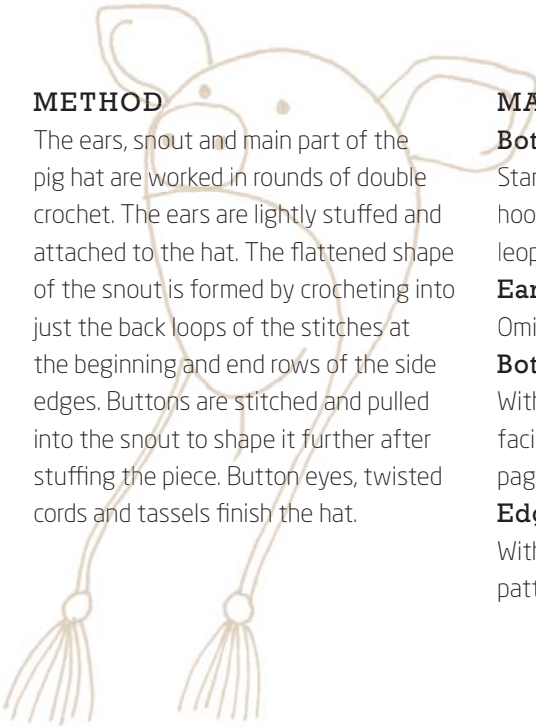 METHOD
The ears, snout and main part of the
pig hat are worked in rounds of double
crochet. The ears are lightly stuffed and
attached to the hat. The flattened shape
of the snout is formed by crocheting into
just the back loops of the stitches at
the beginning and end rows of the side
edges. Buttons are stitched and pulled
into the snout to shape it further after
stuffing the piece. Button eyes, twisted
cords and tassels finish the hat.